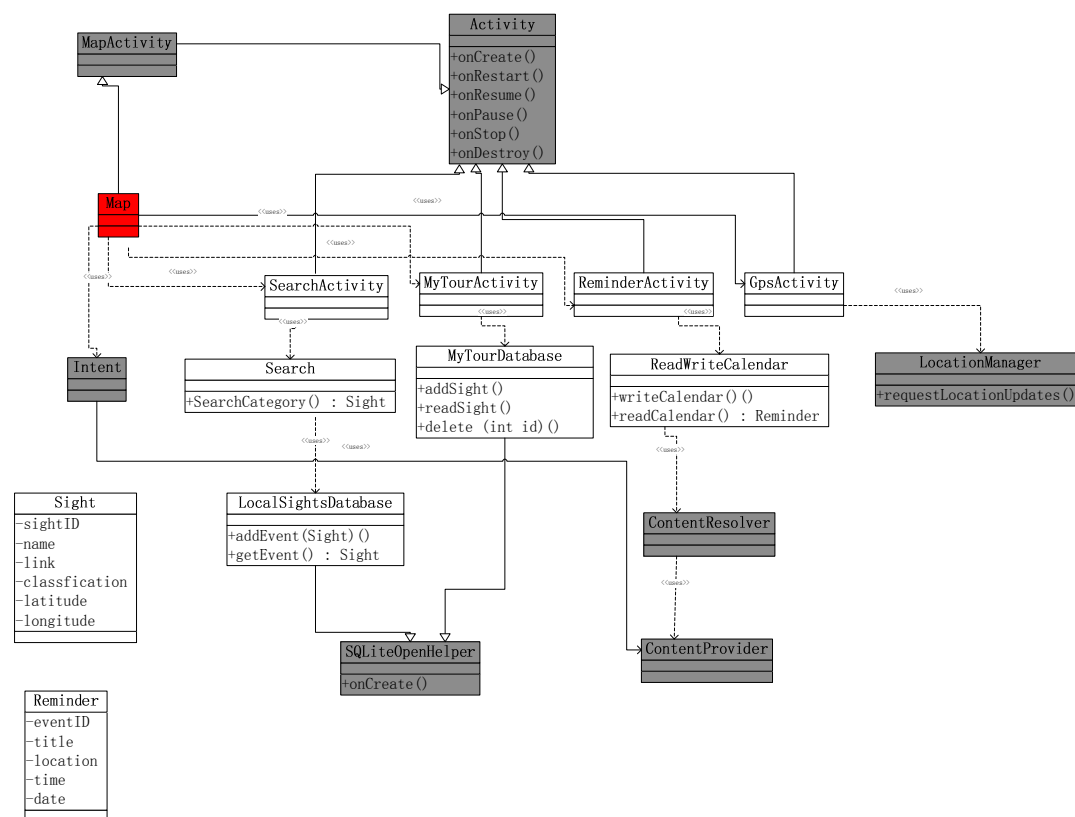 Activity
+onCreate()
+onRestart()
+onResume()
+onPause()
+onStop()
+onDestroy()
MapActivity
Map
<<uses>>
<<uses>>
<<uses>>
<<uses>>
<<uses>>
SearchActivity
MyTourActivity
ReminderActivity
GpsActivity
<<uses>>
<<uses>>
<<uses>>
<<uses>>
Intent
Search
+SearchCategory() : Sight
MyTourDatabase
+addSight()
+readSight()
+delete (int id)()
ReadWriteCalendar
+writeCalendar()()
+readCalendar() : Reminder
LocationManager
+requestLocationUpdates()
<<uses>>
<<uses>>
<<uses>>
Sight
-sightID
-name
-link
-classfication
-latitude
-longitude
LocalSightsDatabase
+addEvent(Sight)()
+getEvent() : Sight
ContentResolver
<<uses>>
SQLiteOpenHelper
+onCreate()
ContentProvider
Reminder
-eventID
-title
-location
-time
-date